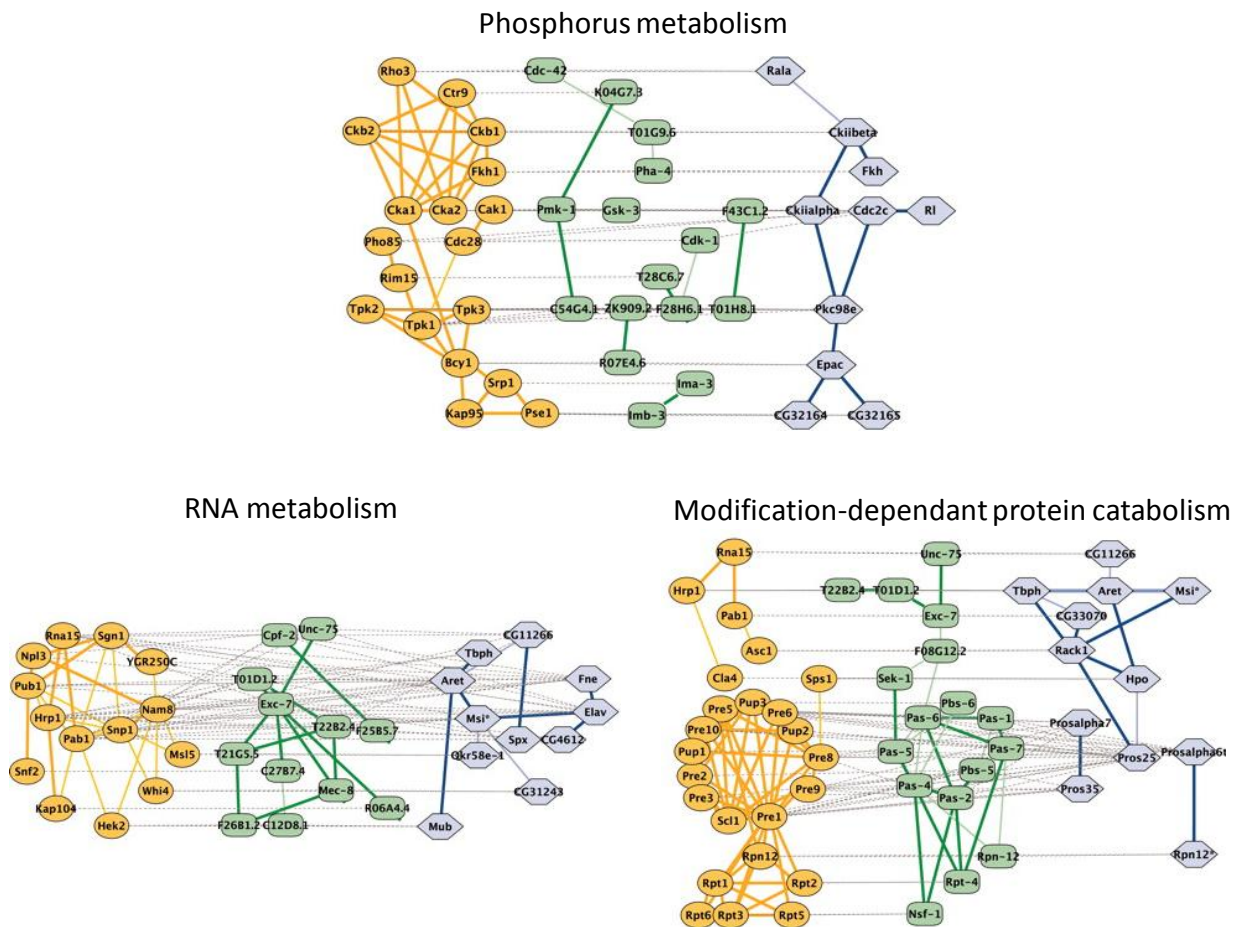 Phosphorus metabolism
Rho3 Cdc-42 Rala
Ctr9 K04G7.3
Ckb2 Ckb1 T01G9.6 Ckiibeta
Fkh1 Pha-4 Fkh
Cka1 Cka2 Cak1 Pmk-1 Gsk-3 F43C1.2 Ckiialpha Cdc2c Rl
Pho85 Cdc28 Cdk-1
Rim15 T28C6.7
Tpk2 Tpk3 C54G4.1 ZK909.2 F28H6.1 T01H8.1 Pkc98e
Tpk1
Bcy1 R07E4.6 Epac
Srp1 Ima-3
Kap95 Pse1 Imb-3 CG32164 CG32165
RNA metabolism
Rna15 Sgn1 Cpf-2 Unc-75 CG11266
Npl3 YGR250C Tbph
Pub1 T01D1.2 Aret Fne
Hrp1 Nam8 Exc-7 Msi* Elav
Pab1 Snp1 T22B2.4 F25B5.7 Spx CG4612
Msl5 T21G5.5 Qkr58e-1
Snf2 C27B7.4
Whi4 Mec-8 CG31243
Kap104 R06A4.4
Hek2 F26B1.2 C12D8.1 Mub
Modification-dependant protein catabolism
Rna15 Unc-75 CG11266
Hrp1 T22B2.4 T01D1.2 Tbph Aret Msi*
Pab1 Exc-7 CG33070
Asc1 F08G12.2 Rack1
Cla4 Sps1 Sek-1 Hpo
Pre5 Pup3 Pre6 Pbs-6
Pre10 Pup2 Pas-6 Pas-1 Prosalpha7
Pup1 Pre8 Pas-5 Pas-7 Pros25 Prosalpha6t
Pre2 Pbs-5
Pre3 Pre9 Pas-4 Pas-2 Pros35
Scl1 Pre1
Rpn12 Rpn-12 Rpn12*
Rpt1 Rpt2 Rpt-4
Rpt6 Rpt3 Rpt5 Nsf-1